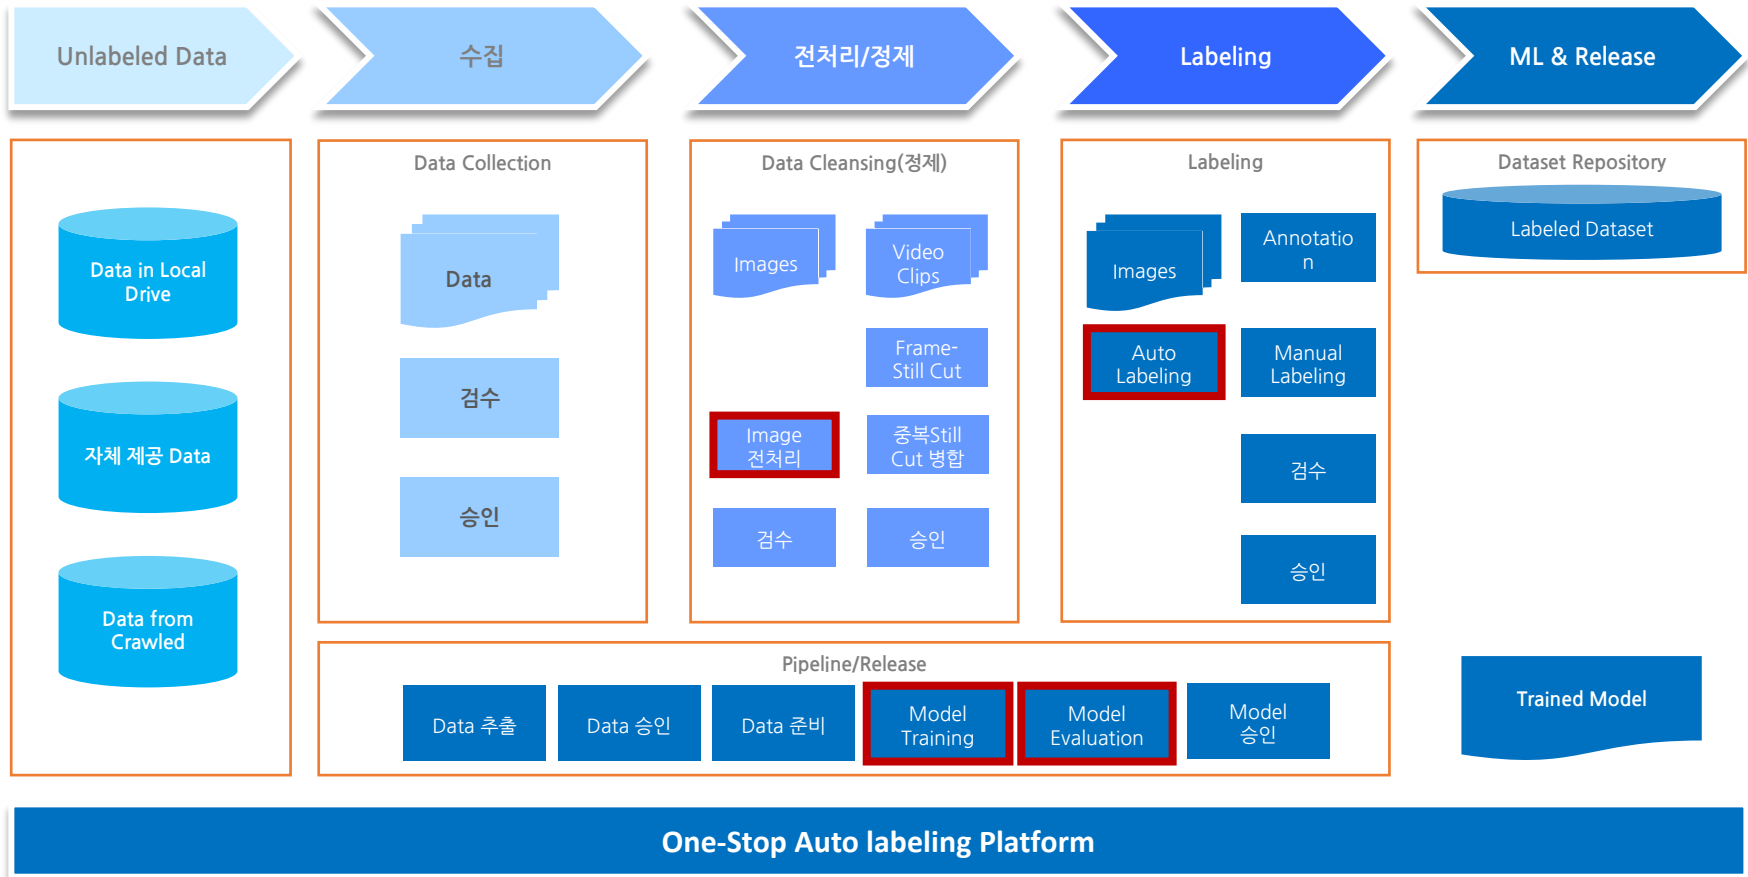 Unlabeled Data
수집
전처리/정제
Labeling
ML & Release
Data in Local
Drive
자체 제공 Data
Data from
Crawled
Data Collection
Data
검수
승인
Data Cleansing(정제)
Images
Video
Clips
Frame-
Still Cut
Image
전처리
중복Still
Cut 병합
검수
승인
Labeling
Images
Annotatio
n
Auto
Labeling
Manual
Labeling
검수
승인
Dataset Repository
Labeled Dataset
Pipeline/Release
Data 추출
Data 승인
Data 준비
Model
Training
Model
Evaluation
Model
승인
Trained Model
One-Stop Auto labeling Platform